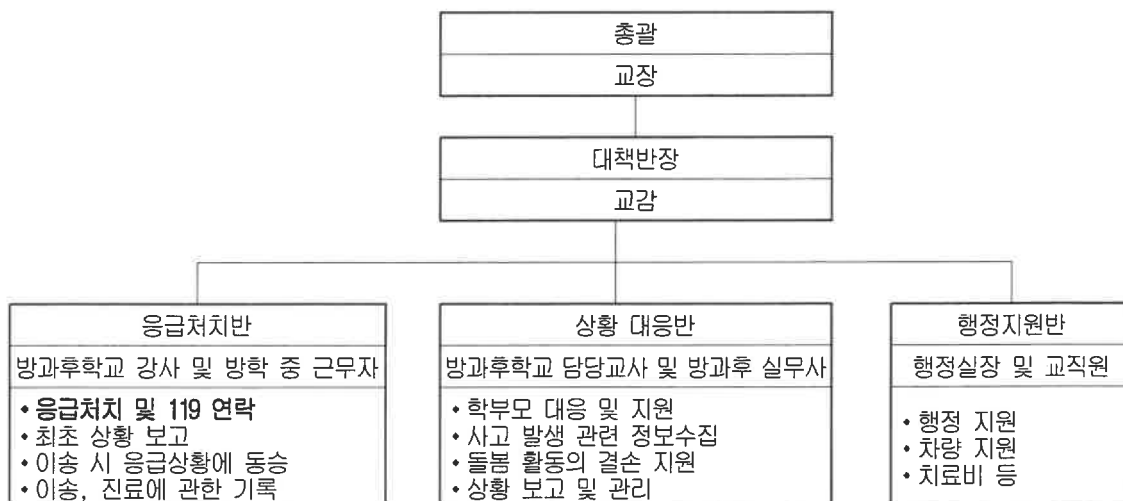 총괄
교장
대책반장
교감
응급처치반
방과후학교 강사 및 방학 중 근무자
• 응급처치 및 119 연락
• 최초 상황 보고
• 이송 시 응급상황에 동승
• 이송, 진료에 관한 기록
상황 대응반
방과후학교 담당교사 및 방과후 실무사
• 학부모 대응 및 지원
• 사고 발생 관련 정보수집
• 돌봄 활동의 결손 지원
• 상황 보고 및 관리
행정지원반
행정실장 및 교직원
• 행정 지원
• 차량 지원
• 치료비 등